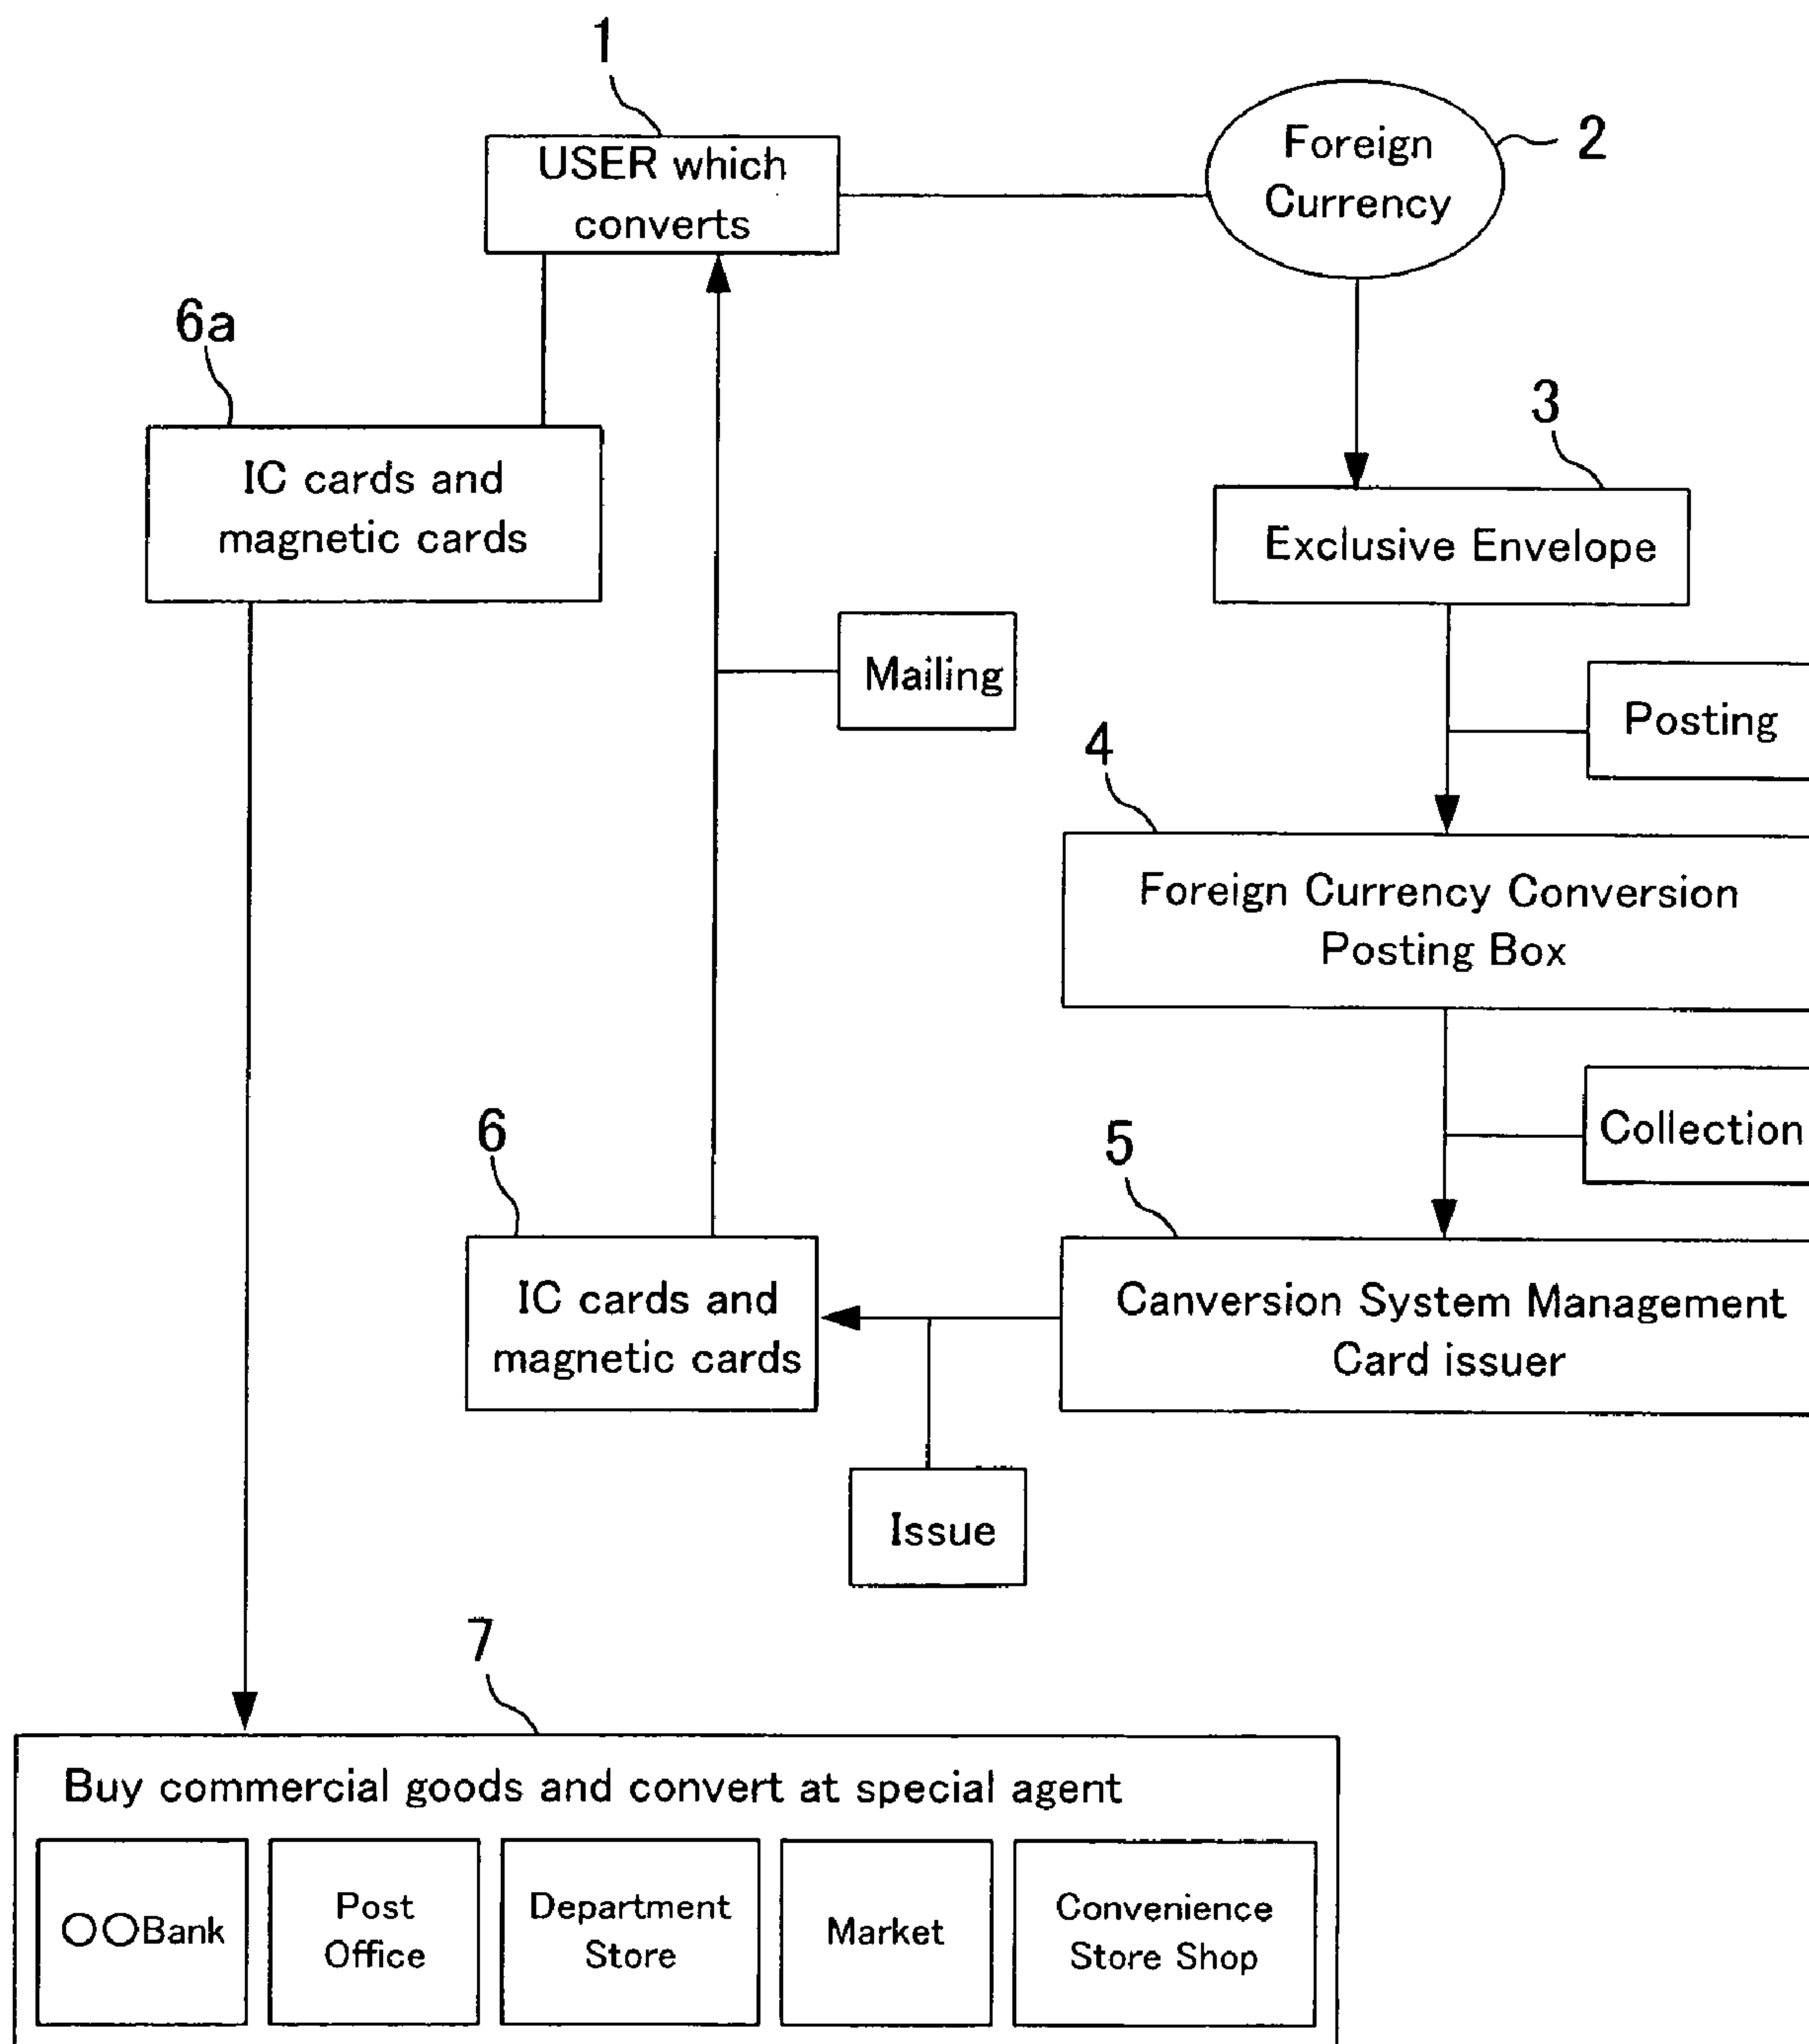 1
USER which
converts
Foreign
Currency
2
6a
IC cards and
magnetic cards
3
Exclusive Envelope
Mailing
Posting
4
Foreign Currency Conversion
Posting Box
Collection
6
IC cards and
magnetic cards
5
Canversion System Management
Card issuer
Issue
7
Buy commercial goods and convert at special agent
○○Bank
Post
Office
Department
Store
Market
Convenience
Store Shop